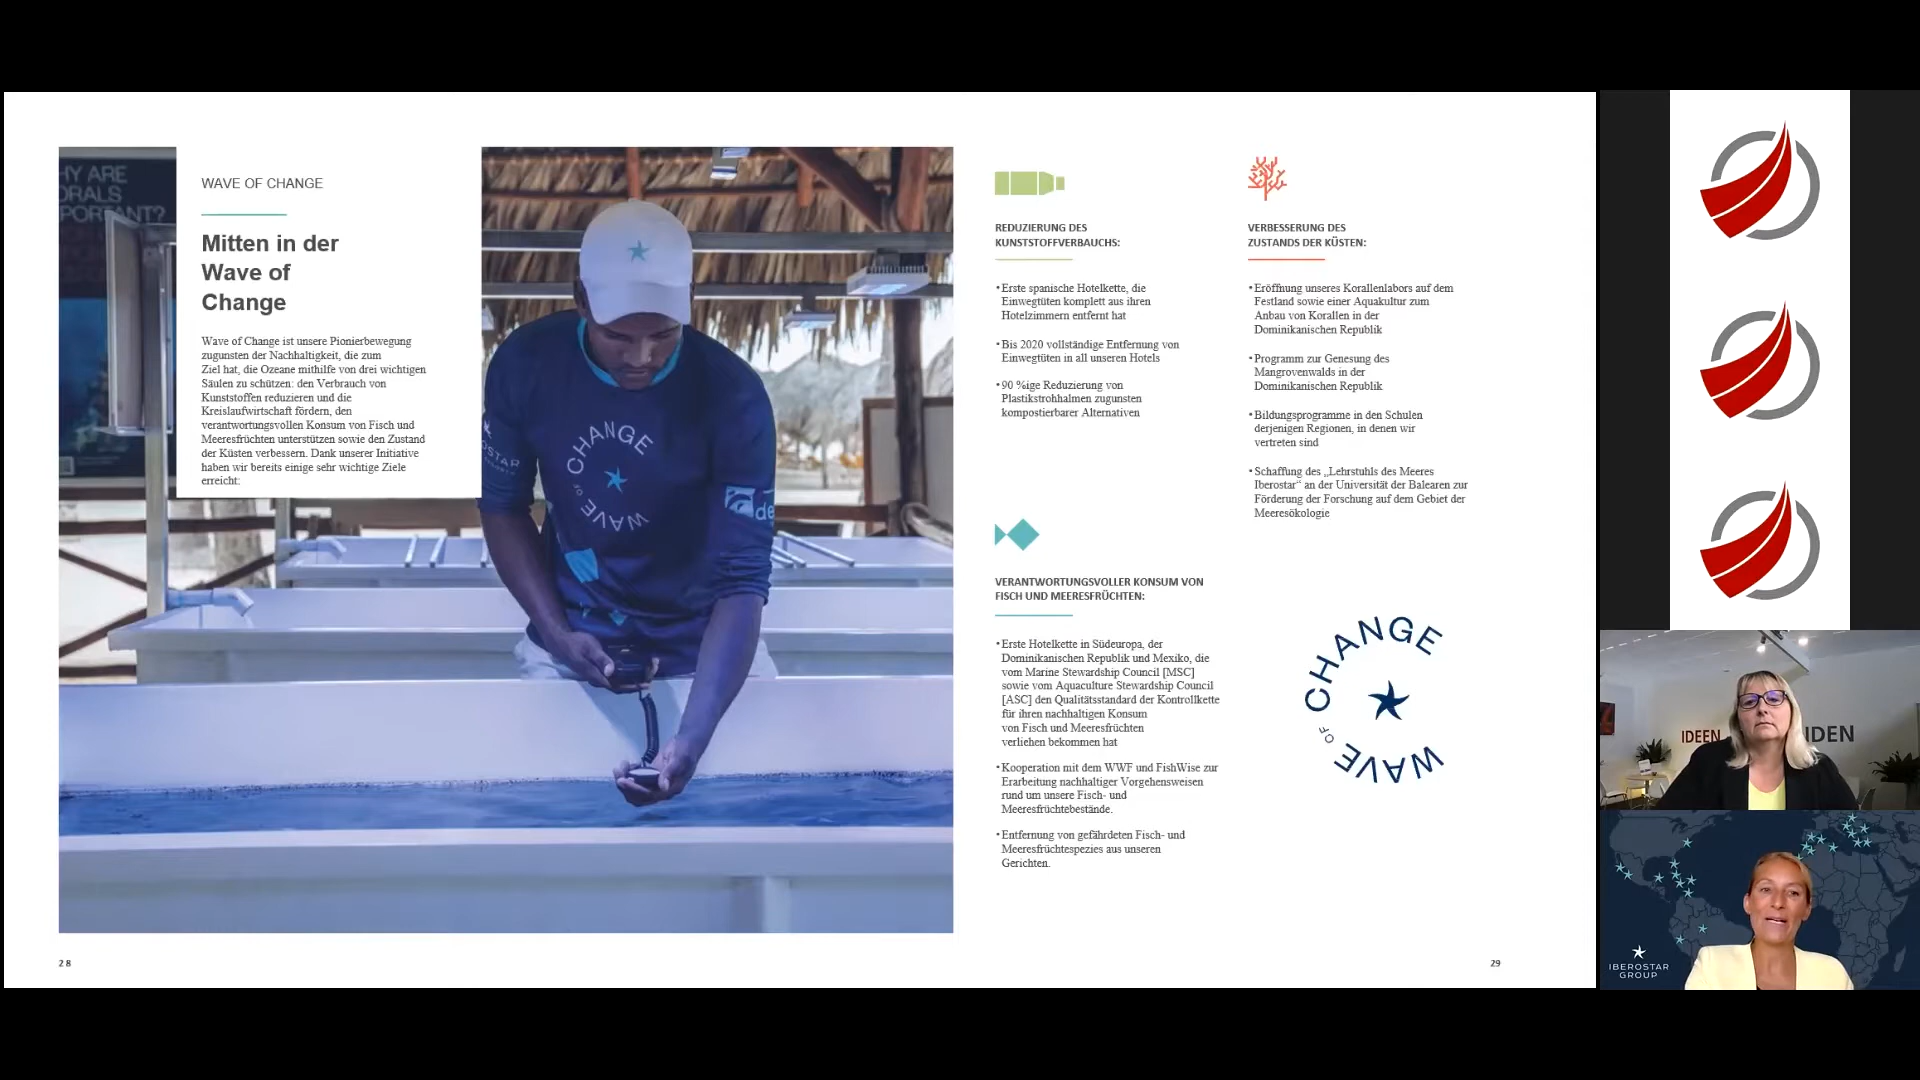 HY ARE
ORALS
PORTANT?
WAVE OF CHANGE
Mitten in der
Wave of
Change
Wave of Change ist unsere Pionierbewegung
zugunsten der Nachhaltigkeit, die zum
Ziel hat, die Ozeane mithilfe von drei wichtigen
Säulen zu schützen: den Verbrauch von
Kunststoffen reduzieren und die
Kreislaufwirtschaft fördern, den
verantwortungsvollen Konsum von Fisch und
Meeresfrüchten unterstützen sowie den Zustand
der Küsten verbessern. Dank unserer Initiative
haben wir bereits einige sehr wichtige Ziele
erreicht:
CHANGE
OF
WAVE
OSTAR
de
REDUZIERUNG DES
KUNSTSTOFFVERBAUCHS:
• Erste spanische Hotelkette, die
Einwegtüten komplett aus ihren
Hotelzimmern entfernt hat
• Bis 2020 vollständige Entfernung von
Einwegtüten in all unseren Hotels
• 90 %ige Reduzierung von
Plastikstrohhalmen zugunsten
kompostierbarer Alternativen
VERANTWORTUNGSVOLLER KONSUM VON
FISCH UND MEERESFRÜCHTEN:
• Erste Hotelkette in Südeuropa, der
Dominikanischen Republik und Mexiko, die
vom Marine Stewardship Council [MSC]
sowie vom Aquaculture Stewardship Council
[ASC] den Qualitätsstandard der Kontrollkette
für ihren nachhaltigen Konsum
von Fisch und Meeresfrüchten
verliehen bekommen hat
• Kooperation mit dem WWF und FishWise zur
Erarbeitung nachhaltiger Vorgehensweisen
rund um unsere Fisch- und
Meeresfrüchtebestände.
• Entfernung von gefährdeten Fisch- und
Meeresfrüchtespezies aus unseren
Gerichten.
VERBESSERUNG DES
ZUSTANDS DER KÜSTEN:
• Eröffnung unseres Korallenlabors auf dem
Festland sowie einer Aquakultur zum
Anbau von Korallen in der
Dominikanischen Republik
• Programm zur Genesung des
Mangrovenwalds in der
Dominikanischen Republik
• Bildungsprogramme in den Schulen
derjenigen Regionen, in denen wir
vertreten sind
• Schaffung des „Lehrstuhls des Meeres
Iberostar“ an der Universität der Balearen zur
Förderung der Forschung auf dem Gebiet der
Meeresökologie
CHANGE
OF
WAVE
28
29
IDEEN
IDEN
IBEROSTAR
GROUP